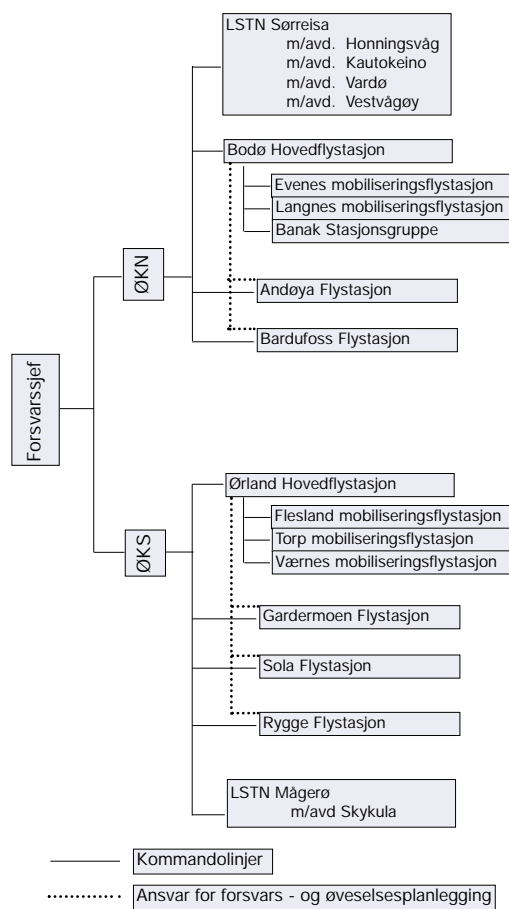 LSTN Sørreisa
m/avd. Honningsvåg
m/avd. Kautokeino
m/avd. Vardø
m/avd. Vestvågøy
Bodø Hovedflystasjon
Evenes mobiliseringsflystasjon
Langnes mobiliseringsflystasjon
Banak Stasjonsgruppe
ØKN
Andøya Flystasjon
Bardufoss Flystasjon
Forsvarssjef
Ørland Hovedflystasjon
Flesland mobiliseringsflystasjon
Torp mobiliseringsflystasjon
Værnes mobiliseringsflystasjon
ØKS
Gardermoen Flystasjon
Sola Flystasjon
Rygge Flystasjon
LSTN Mågerø
m/avd Skykula
Kommandolinjer
Ansvar for forsvars - og øveselsesplanlegging